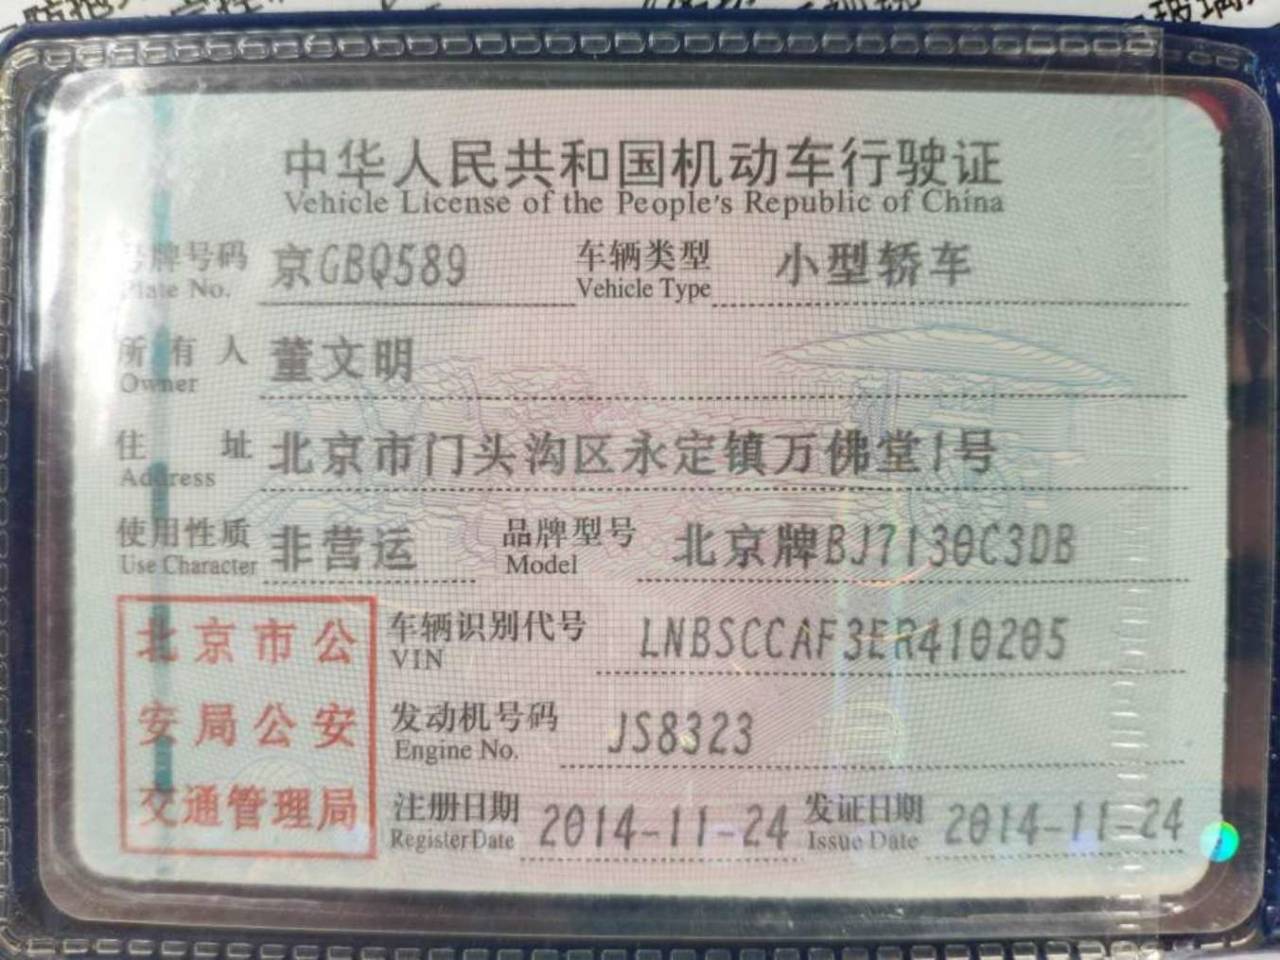 中华人民共和国机动车行驶证
Vehicle License of the People's Republic of China
号牌号码 京GBQ589 车辆类型 小型轿车
Plate No. Vehicle Type
所有人 董文明
Owner
住址 北京市门头沟区永定镇万佛堂1号
Address
使用性质 非营运 品牌型号 北京牌BJ7130C3DB
Use Character Model
北京市公
安局公安
交通管理局
车辆识别代号 LNBSCCAF3ER410205
VIN
发动机号码 JS8323
Engine No.
注册日期 2014-11-24 发证日期 2014-11-24
Register Date Issue Date